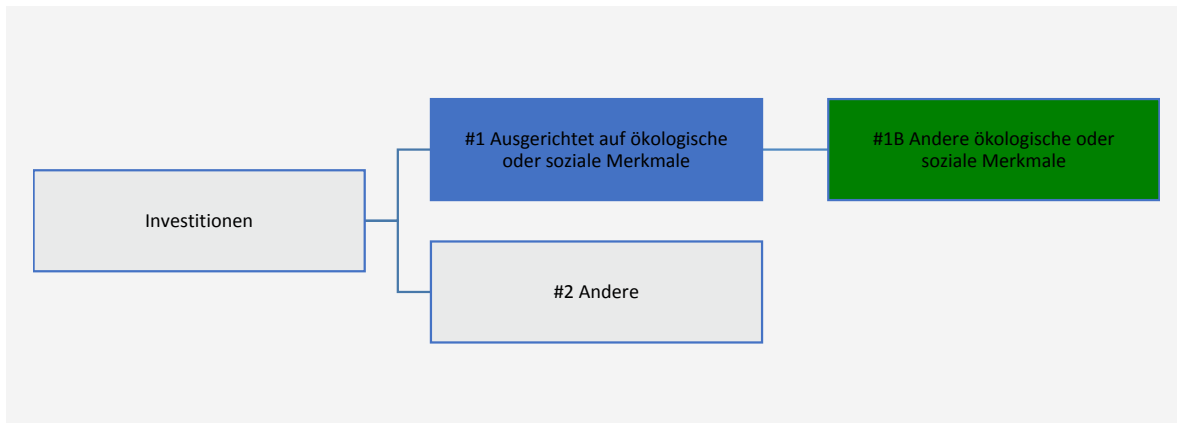 #1 Ausgerichtet auf ökologische
oder soziale Merkmale
#1B Andere ökologische oder
soziale Merkmale
Investitionen
#2 Andere